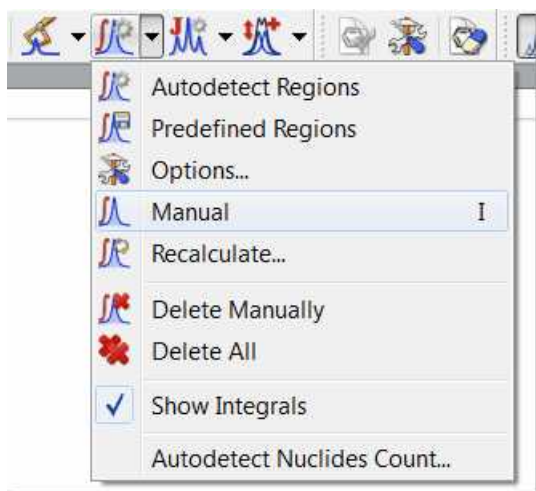 Autodetect Regions
Predefined Regions
Options...
Manual I
Recalculate...
Delete Manually
Delete All
Show Integrals
Autodetect Nuclides Count...